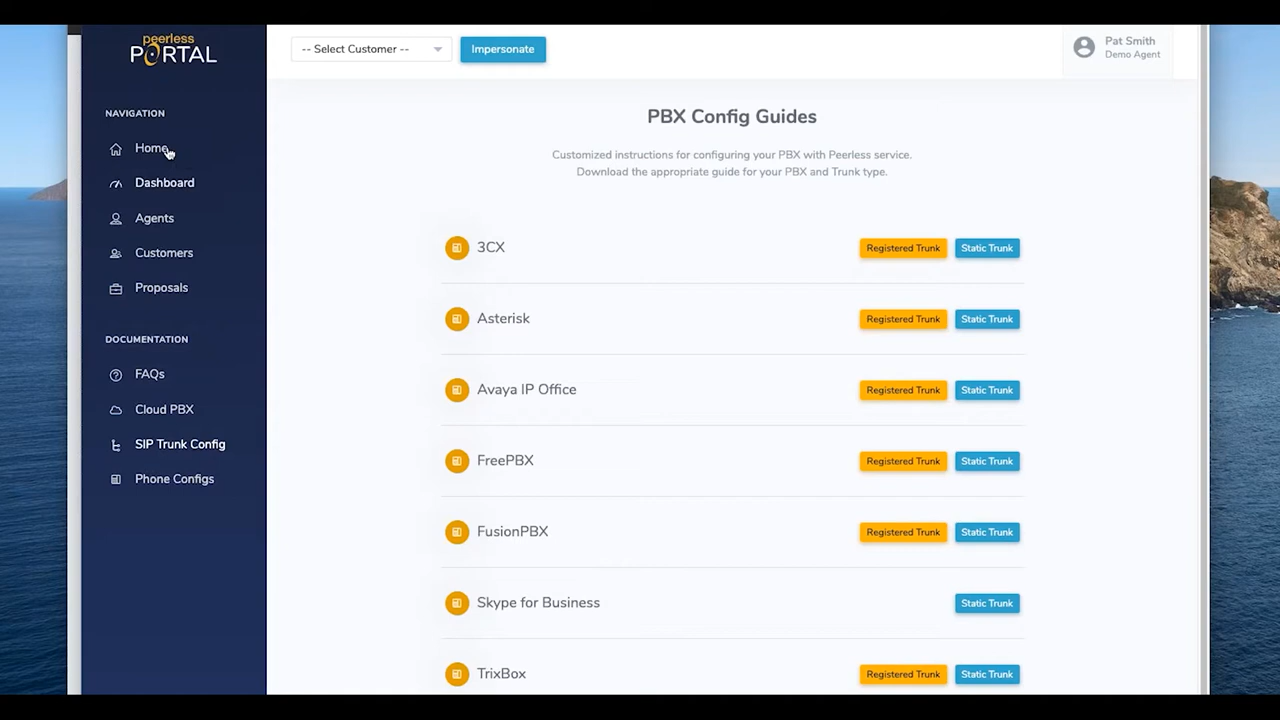 peerless
PORTAL
-- Select Customer --
Impersonate
Pat Smith
Demo Agent
NAVIGATION
Home
Dashboard
Agents
Customers
Proposals
DOCUMENTATION
FAQs
Cloud PBX
SIP Trunk Config
Phone Configs
PBX Config Guides
Customized instructions for configuring your PBX with Peerless service.
Download the appropriate guide for your PBX and Trunk type.
3CX Registered Trunk Static Trunk
Asterisk Registered Trunk Static Trunk
Avaya IP Office Registered Trunk Static Trunk
FreePBX Registered Trunk Static Trunk
FusionPBX Registered Trunk Static Trunk
Skype for Business Static Trunk
TrixBox Registered Trunk Static Trunk